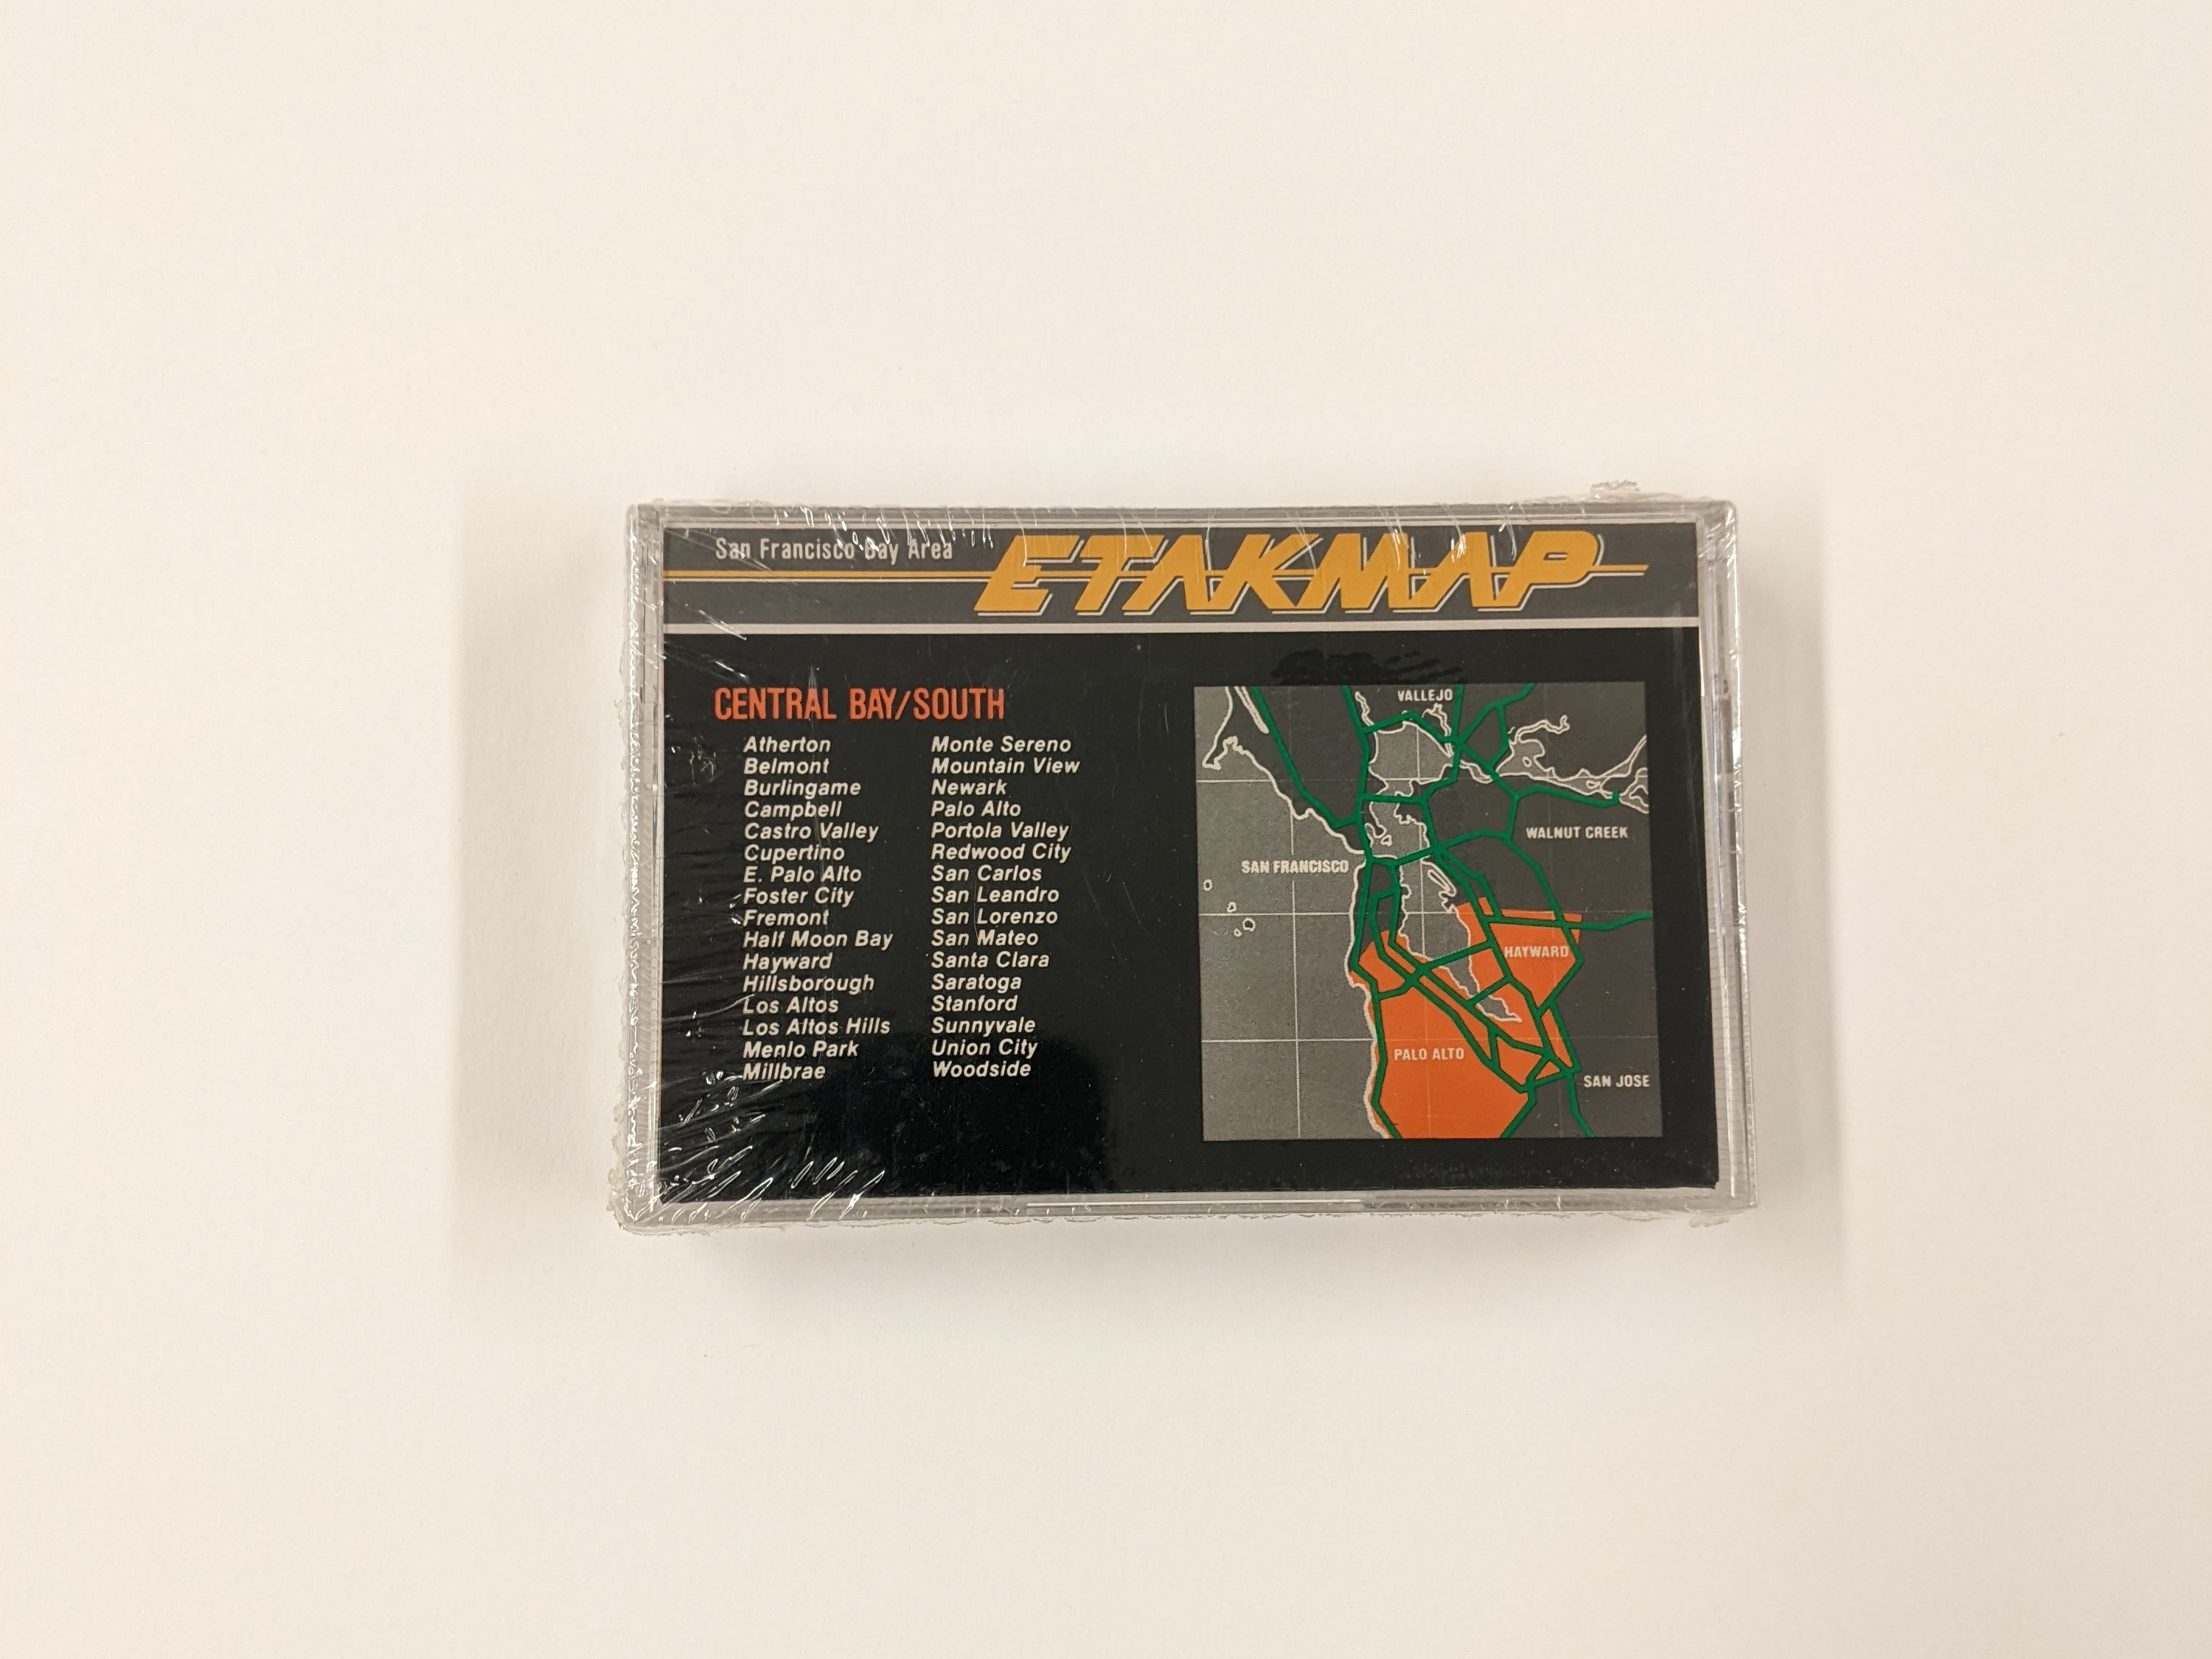 San Francisco Bay Area
ETAKMAP
CENTRAL BAY/SOUTH
Atherton
Belmont
Burlingame
Campbell
Castro Valley
Cupertino
E. Palo Alto
Foster City
Fremont
Half Moon Bay
Hayward
Hillsborough
Los Altos
Los Altos Hills
Menlo Park
Millbrae
Monte Sereno
Mountain View
Newark
Palo Alto
Portola Valley
Redwood City
San Carlos
San Leandro
San Lorenzo
San Mateo
Santa Clara
Saratoga
Stanford
Sunnyvale
Union City
Woodside
VALLEJO
WALNUT CREEK
SAN FRANCISCO
HAYWARD
PALO ALTO
SAN JOSE